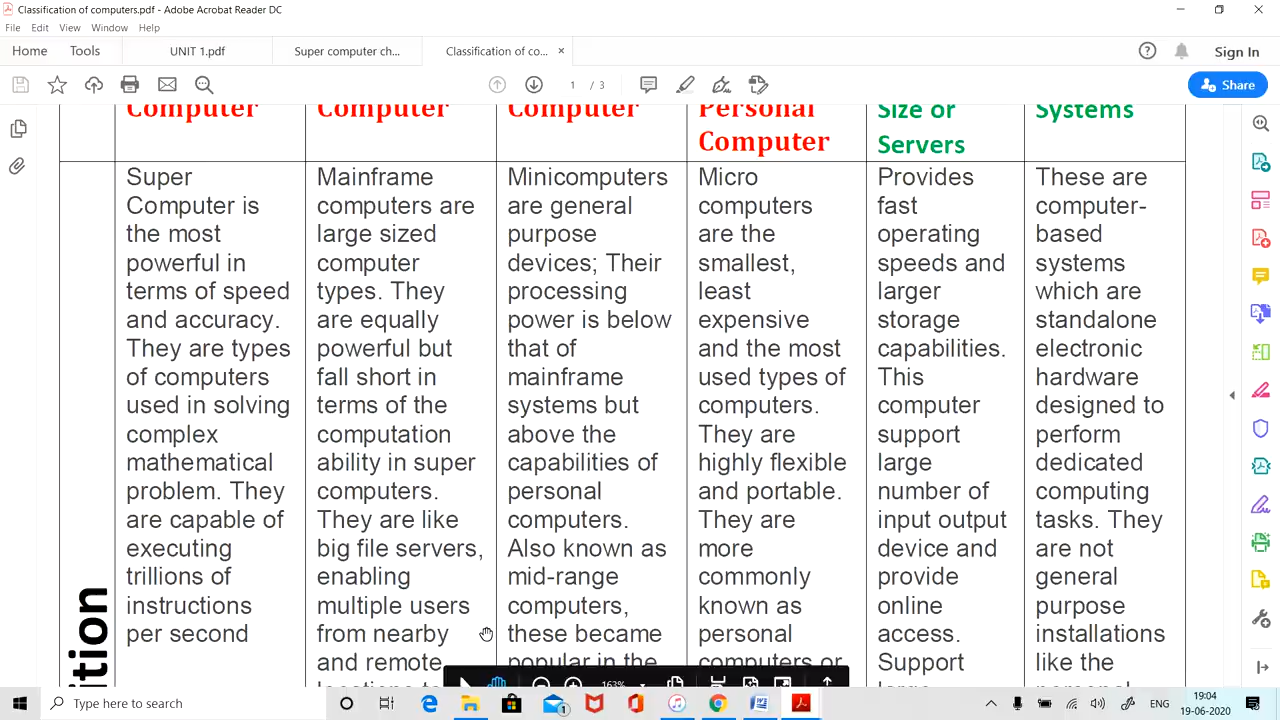 Classification of computers.pdf - Adobe Acrobat Reader DC
File Edit View Window Help
Home Tools UNIT 1.pdf Super computer ch... Classification of co... × Sign In
1 / 3 Share
Computer
Computer
Computer
Personal
Computer
Size or
Servers
Systems
ition
Super
Computer is
the most
powerful in
terms of speed
and accuracy.
They are types
of computers
used in solving
complex
mathematical
problem. They
are capable of
executing
trillions of
instructions
per second
Mainframe
computers are
large sized
computer
types. They
are equally
powerful but
fall short in
terms of the
computation
ability in super
computers.
They are like
big file servers,
enabling
multiple users
from nearby
and remote
Minicomputers
are general
purpose
devices; Their
processing
power is below
that of
mainframe
systems but
above the
capabilities of
personal
computers.
Also known as
mid-range
computers,
these became
popular in the
Micro
computers
are the
smallest,
least
expensive
and the most
used types of
computers.
They are
highly flexible
and portable.
They are
more
commonly
known as
personal
computers or
Provides
fast
operating
speeds and
larger
storage
capabilities.
This
computer
support
large
number of
input output
device and
provide
online
access.
Support
These are
computer-
based
systems
which are
standalone
electronic
hardware
designed to
perform
dedicated
computing
tasks. They
are not
general
purpose
installations
like the
163%
Type here to search
1
ENG
19:04
19-06-2020